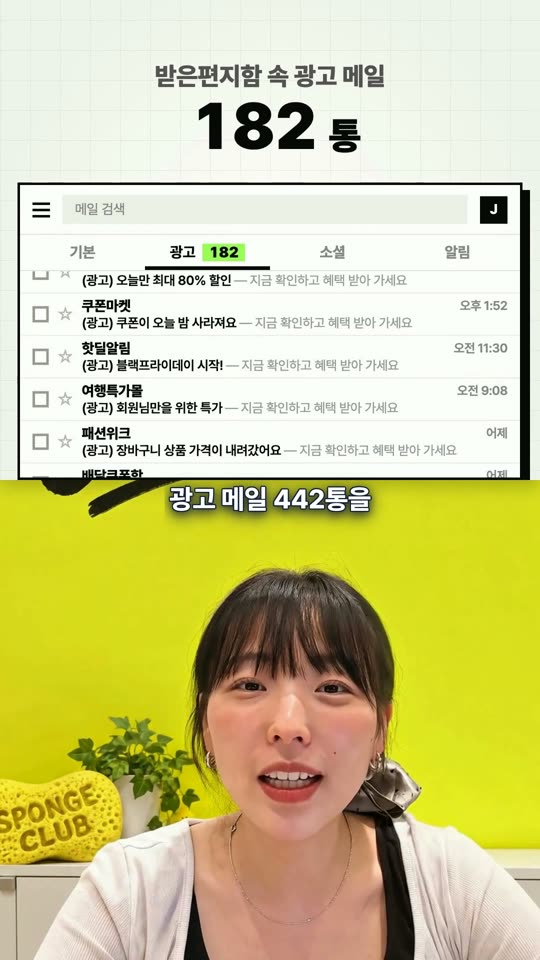 받은편지함 속 광고 메일
182 통
메일 검색
J
기본
광고 182
소셜
알림
(광고) 오늘만 최대 80% 할인 — 지금 확인하고 혜택 받아 가세요
쿠폰마켓
오후 1:52
(광고) 쿠폰이 오늘 밤 사라져요 — 지금 확인하고 혜택 받아 가세요
핫딜알림
오전 11:30
(광고) 블랙프라이데이 시작! — 지금 확인하고 혜택 받아 가세요
여행특가몰
오전 9:08
(광고) 회원님만을 위한 특가 — 지금 확인하고 혜택 받아 가세요
패션위크
어제
(광고) 장바구니 상품 가격이 내려갔어요 — 지금 확인하고 혜택 받아 가세요
어제
광고 메일 442통을
SPONGE
CLUB